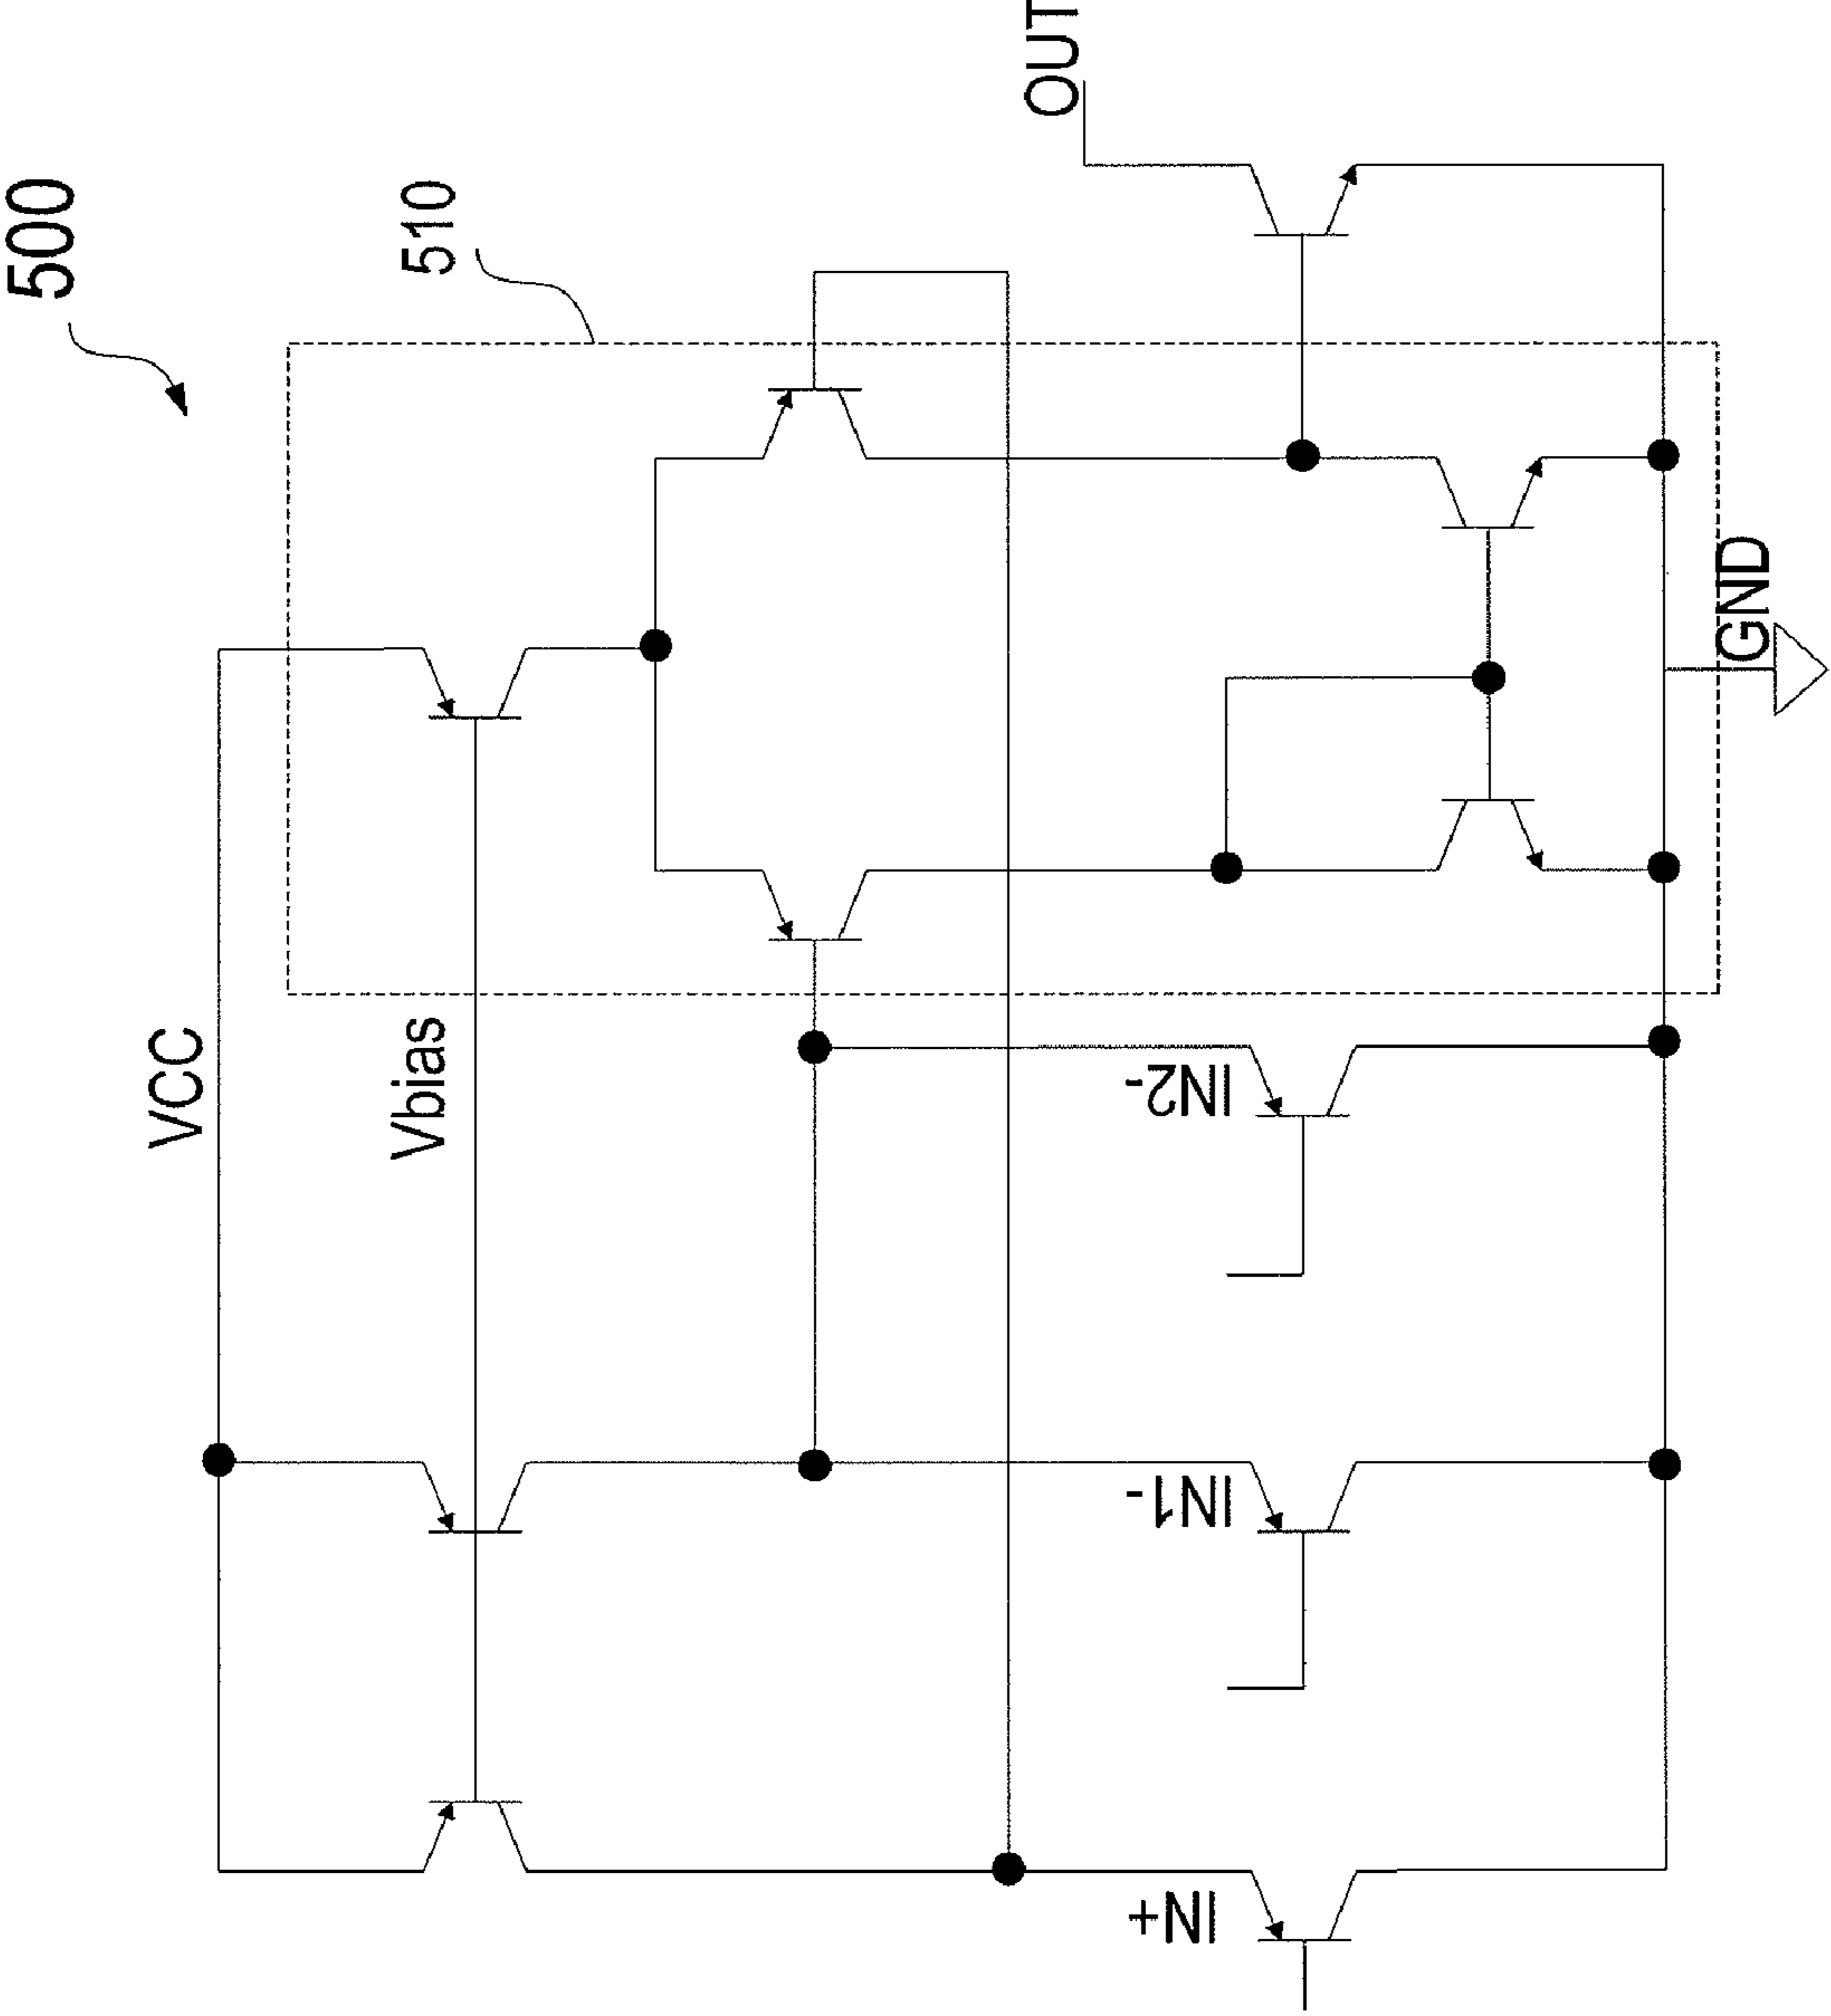 500
510
VCC
Vbias
OUT
IN2-
IN1-
IN+
GND